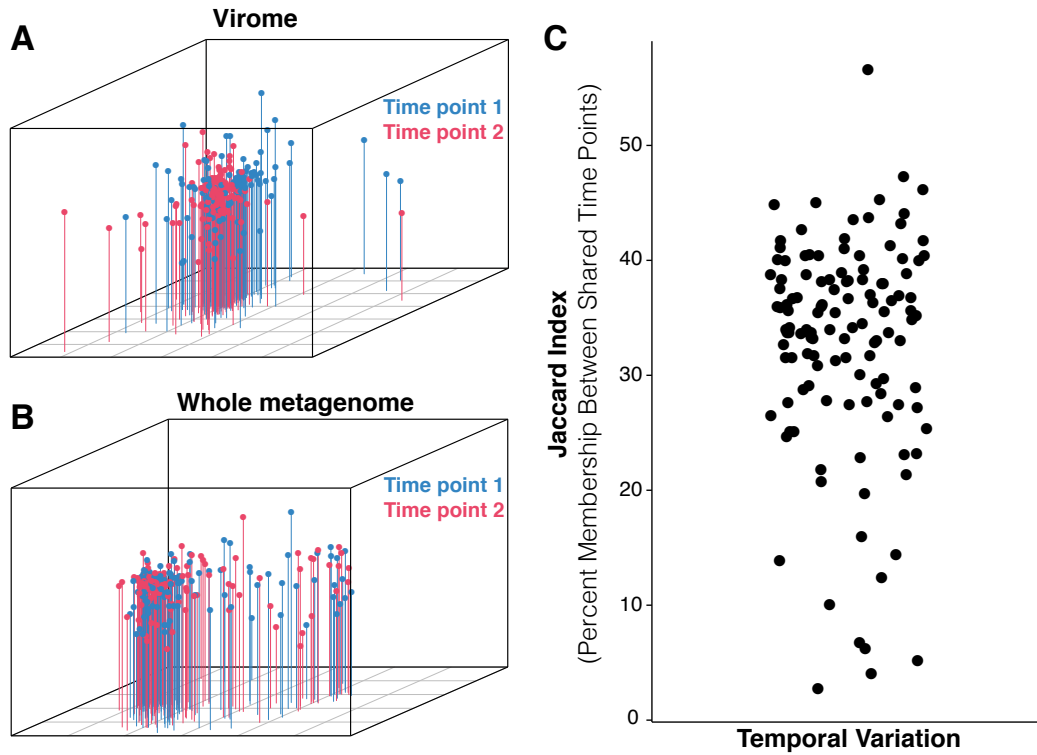 A
Virome
Time point 1
Time point 2
B
Whole metagenome
Time point 1
Time point 2
C
Jaccard Index
(Percent Membership Between Shared Time Points)
50
40
30
20
10
0
Temporal Variation